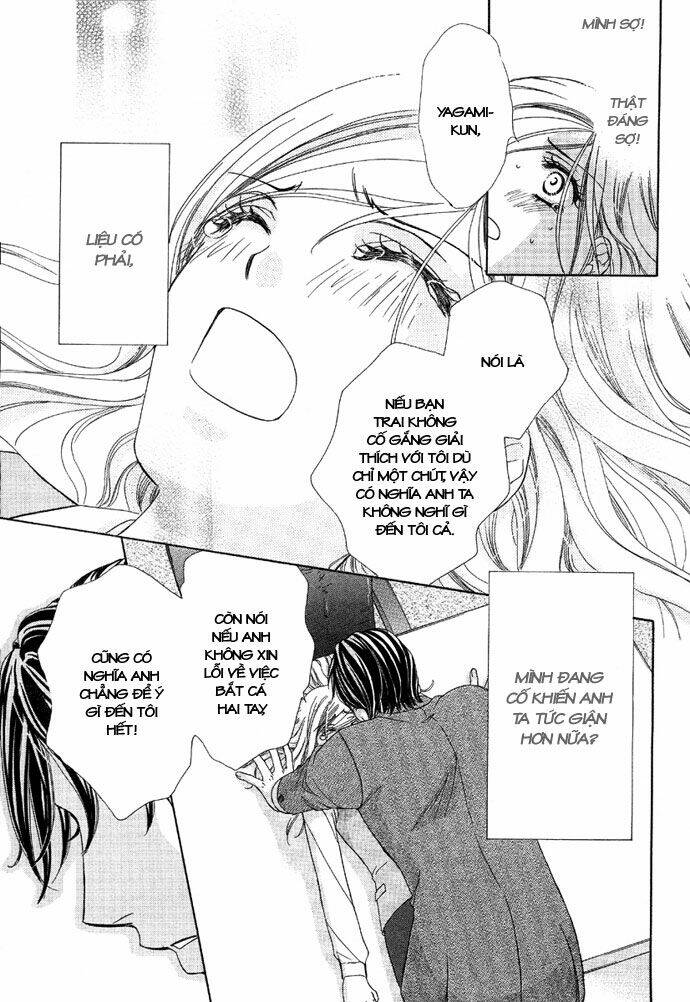 MÌNH SỢ!
THẬT
ĐÁNG
SỢ!
YAGAMI-
KUN,
LIỆU CÓ
PHẢI,
NÓI LÀ
NẾU BẠN
TRAI KHÔNG
CỐ GẮNG GIẢI
THÍCH VỚI TÔI DÙ
CHỈ MỘT CHÚT, VẬY
CÓ NGHĨA ANH TA
KHÔNG NGHĨ GÌ
ĐẾN TÔI CẢ.
MÌNH ĐANG
CỐ KHIẾN ANH
TA TỨC GIẬN
HƠN NỮA?
CÒN NÓI
NẾU ANH
KHÔNG XIN
LỖI VỀ VIỆC
BẮT CÁ
HAI TAY,
CŨNG CÓ
NGHĨA ANH
CHẲNG ĐỂ Ý
GÌ ĐẾN TÔI
HẾT!